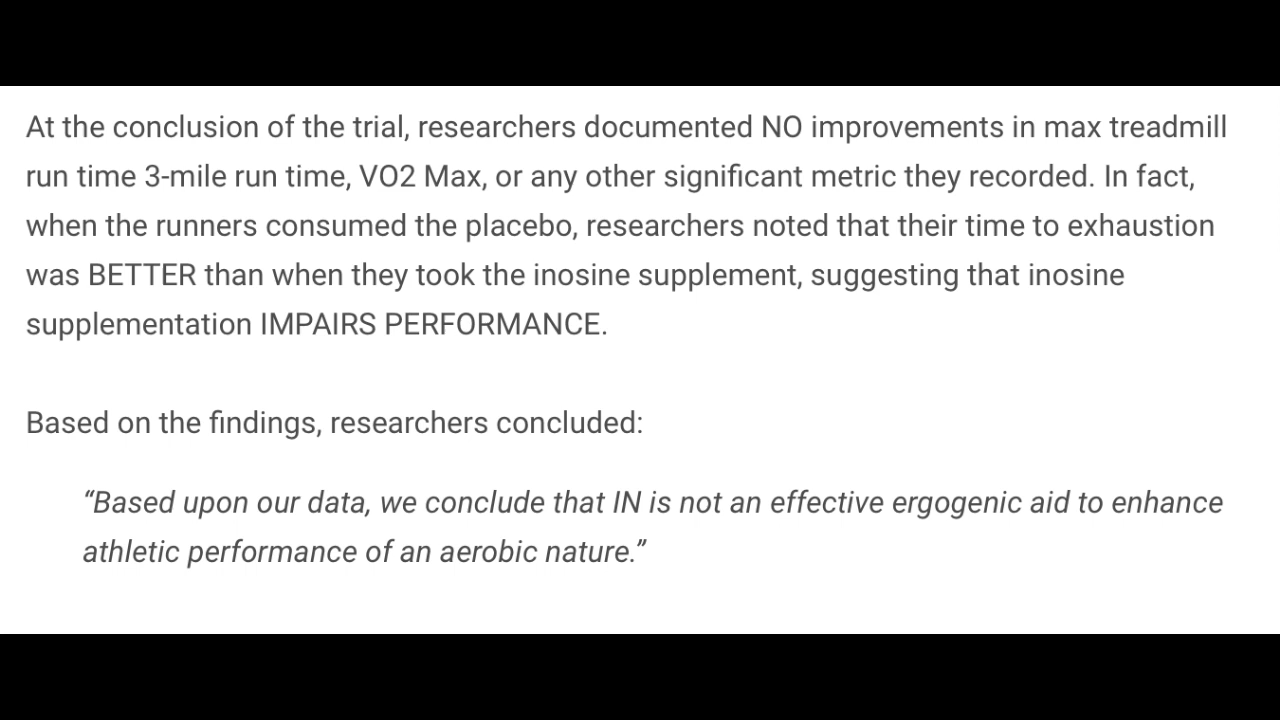 At the conclusion of the trial, researchers documented NO improvements in max treadmill
run time 3-mile run time, VO2 Max, or any other significant metric they recorded. In fact,
when the runners consumed the placebo, researchers noted that their time to exhaustion
was BETTER than when they took the inosine supplement, suggesting that inosine
supplementation IMPAIRS PERFORMANCE.
Based on the findings, researchers concluded:
“Based upon our data, we conclude that IN is not an effective ergogenic aid to enhance
athletic performance of an aerobic nature.”